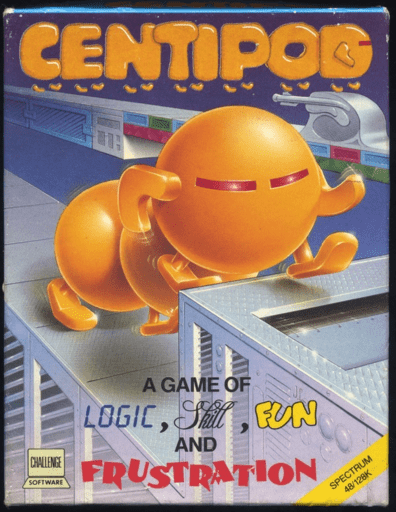 CENTIPOD
A GAME OF
LOGIC, Skill, FUN
AND
FRUSTRATION
CHALLENGE
SOFTWARE
SPECTRUM
48/128K